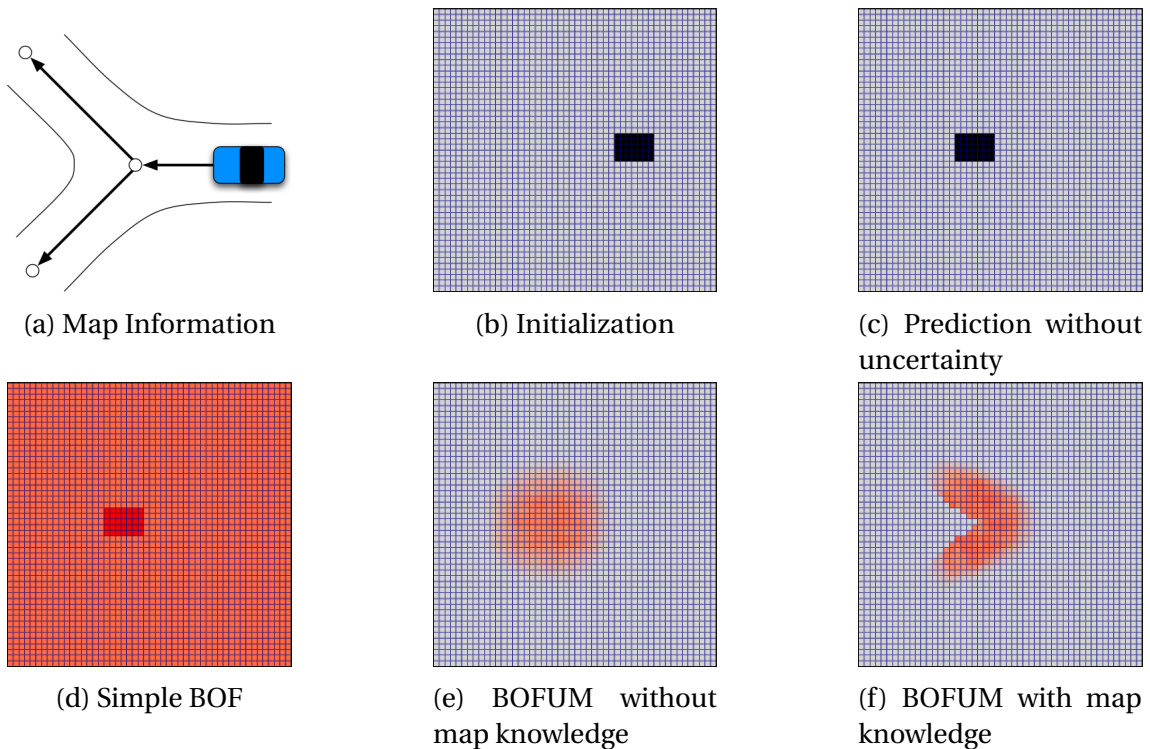 (a) Map Information
(b) Initialization
(c) Prediction without
uncertainty
(d) Simple BOF
(e) BOFUM without
map knowledge
(f) BOFUM with map
knowledge